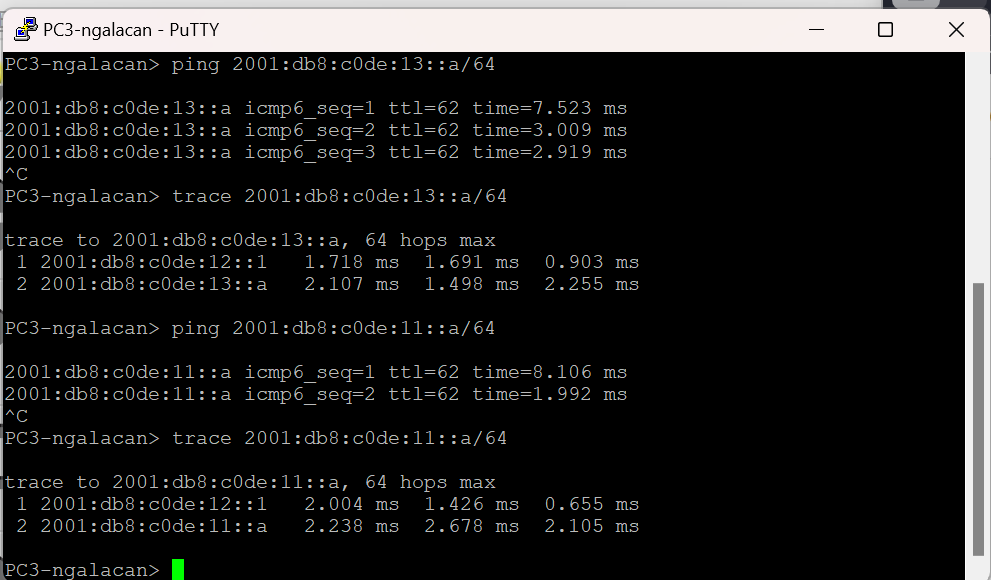 PC3-ngalacan - PuTTY
PC3-ngalacan> ping 2001:db8:c0de:13::a/64
2001:db8:c0de:13::a icmp6_seq=1 ttl=62 time=7.523 ms
2001:db8:c0de:13::a icmp6_seq=2 ttl=62 time=3.009 ms
2001:db8:c0de:13::a icmp6_seq=3 ttl=62 time=2.919 ms
^C
PC3-ngalacan> trace 2001:db8:c0de:13::a/64
trace to 2001:db8:c0de:13::a, 64 hops max
1 2001:db8:c0de:12::1   1.718 ms  1.691 ms  0.903 ms
2 2001:db8:c0de:13::a   2.107 ms  1.498 ms  2.255 ms
PC3-ngalacan> ping 2001:db8:c0de:11::a/64
2001:db8:c0de:11::a icmp6_seq=1 ttl=62 time=8.106 ms
2001:db8:c0de:11::a icmp6_seq=2 ttl=62 time=1.992 ms
^C
PC3-ngalacan> trace 2001:db8:c0de:11::a/64
trace to 2001:db8:c0de:11::a, 64 hops max
1 2001:db8:c0de:12::1   2.004 ms  1.426 ms  0.655 ms
2 2001:db8:c0de:11::a   2.238 ms  2.678 ms  2.105 ms
PC3-ngalacan>